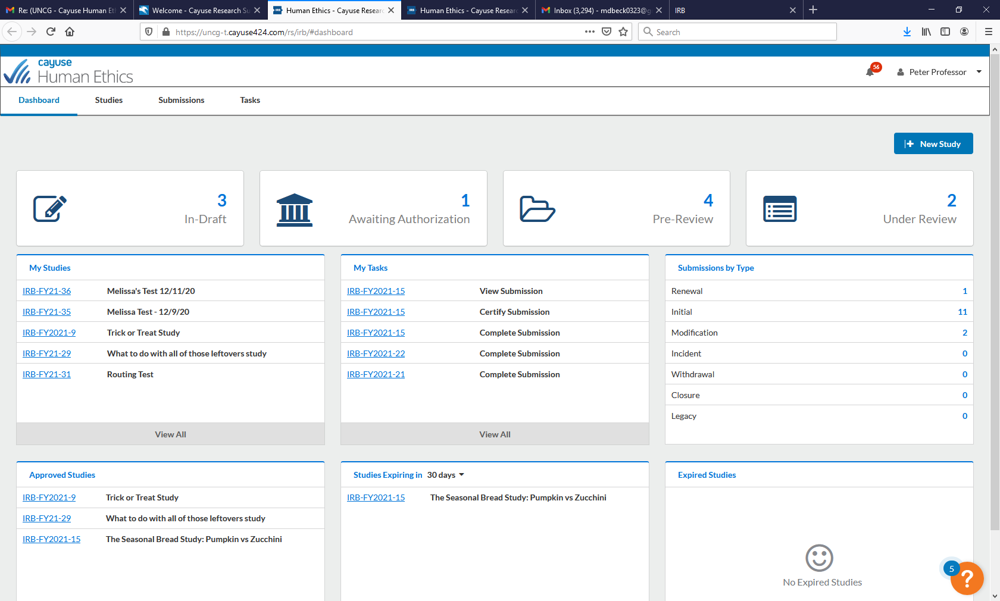 Re: (UNCG - Cayuse Human Et
Welcome - Cayuse Research Su
Human Ethics - Cayuse Resear
Human Ethics - Cayuse Resear
Inbox (3,294) - mdbeck0323@g
IRB
https://uncg-t.cayuse424.com/rs/irb/#dashboard
Search
cayuse
Human Ethics
56
Peter Professor
Dashboard
Studies
Submissions
Tasks
New Study
3
In-Draft
1
Awaiting Authorization
4
Pre-Review
2
Under Review
My Studies
IRB-FY21-36 Melissa's Test 12/11/20
IRB-FY21-35 Melissa Test - 12/9/20
IRB-FY2021-9 Trick or Treat Study
IRB-FY21-29 What to do with all of those leftovers study
IRB-FY21-31 Routing Test
View All
My Tasks
IRB-FY2021-15 View Submission
IRB-FY2021-15 Certify Submission
IRB-FY2021-15 Complete Submission
IRB-FY2021-22 Complete Submission
IRB-FY2021-21 Complete Submission
View All
Submissions by Type
Renewal 1
Initial 11
Modification 2
Incident 0
Withdrawal 0
Closure 0
Legacy 0
Approved Studies
IRB-FY2021-9 Trick or Treat Study
IRB-FY21-29 What to do with all of those leftovers study
IRB-FY2021-15 The Seasonal Bread Study: Pumpkin vs Zucchini
Studies Expiring in 30 days
IRB-FY2021-15 The Seasonal Bread Study: Pumpkin vs Zucchini
Expired Studies
No Expired Studies
5
?